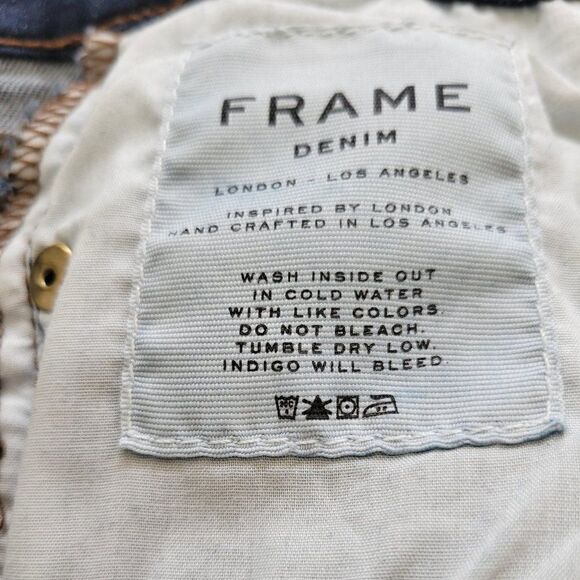 FRAME
DENIM
LONDON - LOS ANGELES
INSPIRED BY LONDON
HAND CRAFTED IN LOS ANGELES
WASH INSIDE OUT
IN COLD WATER
WITH LIKE COLORS.
DO NOT BLEACH.
TUMBLE DRY LOW.
INDIGO WILL BLEED.